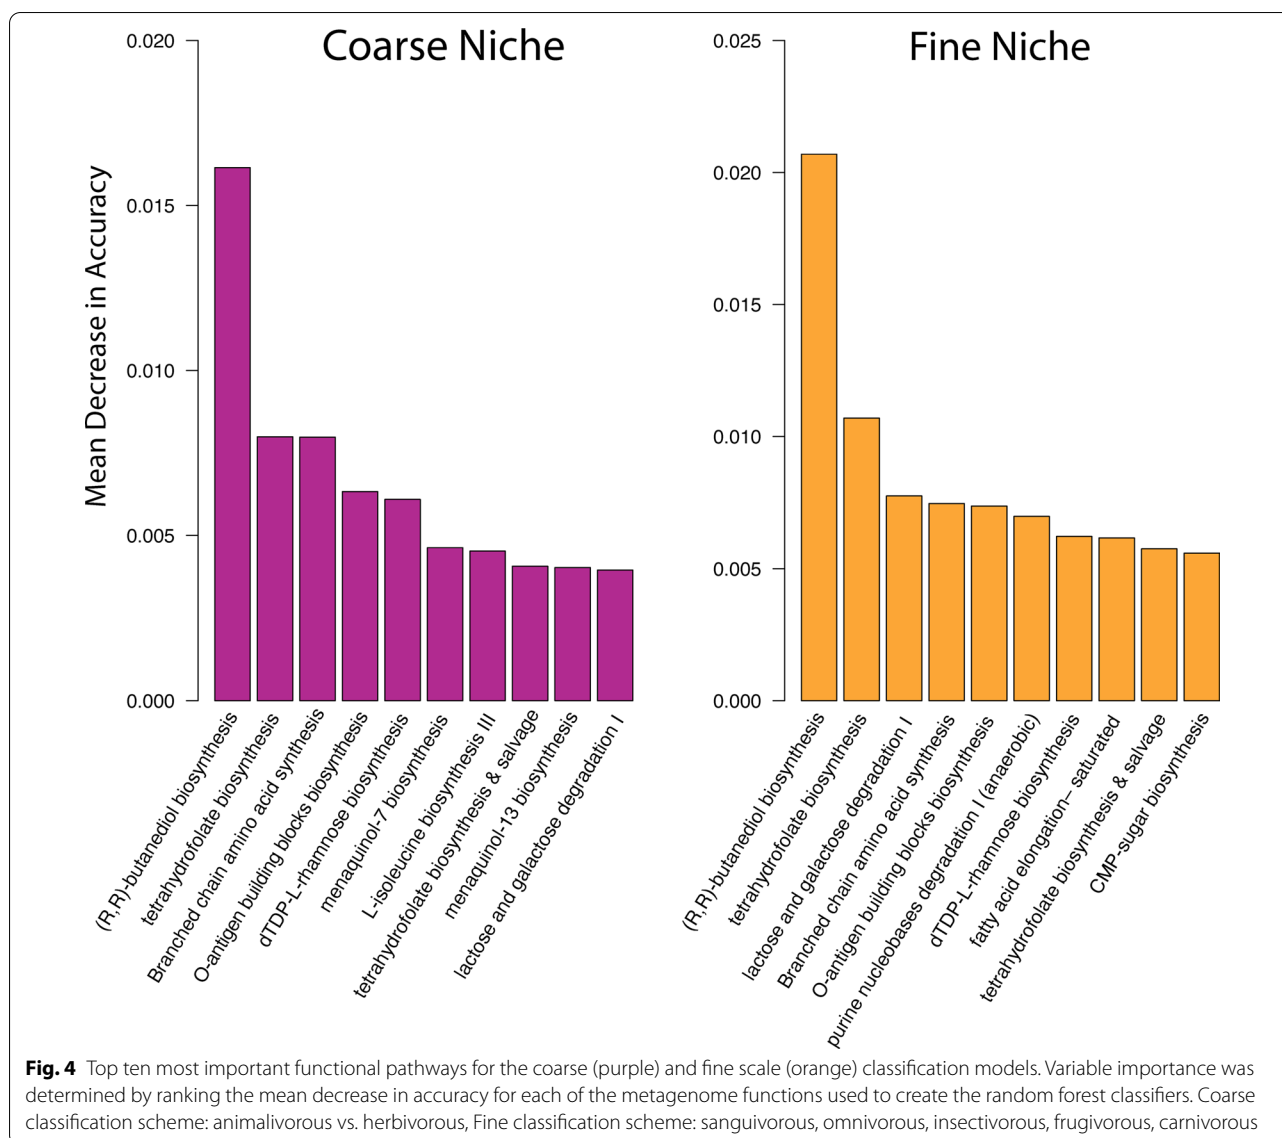 Coarse Niche
Mean Decrease in Accuracy
0.020
0.015
0.010
0.005
0.000
(R,R)-butanediol biosynthesis
tetrahydrofolate biosynthesis
Branched chain amino acid synthesis
O-antigen building blocks biosynthesis
dTDP-L-rhamnose biosynthesis
menaquinol-7 biosynthesis
L-isoleucine biosynthesis III
tetrahydrofolate biosynthesis & salvage
menaquinol-13 biosynthesis
lactose and galactose degradation I
Fine Niche
0.025
0.020
0.015
0.010
0.005
0.000
(R,R)-butanediol biosynthesis
tetrahydrofolate biosynthesis
lactose and galactose degradation I
Branched chain amino acid synthesis
O-antigen building blocks biosynthesis
purine nucleobases degradation I (anaerobic)
dTDP-L-rhamnose biosynthesis
fatty acid elongation– saturated
tetrahydrofolate biosynthesis & salvage
CMP-sugar biosynthesis
Fig. 4 Top ten most important functional pathways for the coarse (purple) and fine scale (orange) classification models. Variable importance was
determined by ranking the mean decrease in accuracy for each of the metagenome functions used to create the random forest classifiers. Coarse
classification scheme: animalivorous vs. herbivorous, Fine classification scheme: sanguivorous, omnivorous, insectivorous, frugivorous, carnivorous